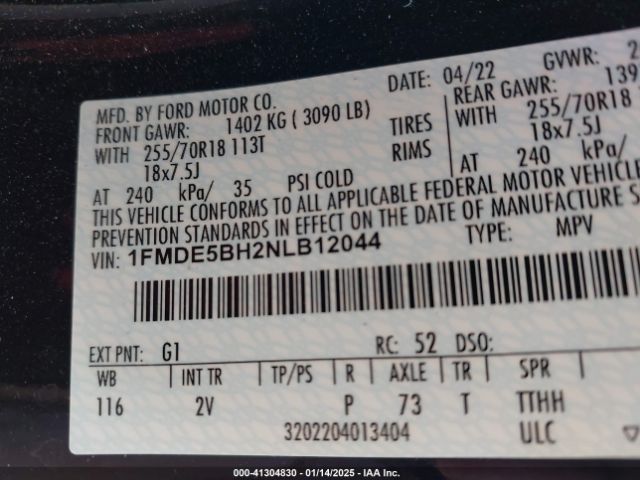 DATE: 04/22 GVWR: 2
MFD. BY FORD MOTOR CO.
REAR GAWR: 139
FRONT GAWR: 1402 KG ( 3090 LB)
WITH 255/70R18 113T TIRES WITH 255/70R18
18x7.5J RIMS 18x7.5J
AT 240 kPa/ 35 PSI COLD AT 240 kPa/
THIS VEHICLE CONFORMS TO ALL APPLICABLE FEDERAL MOTOR VEHICLE
PREVENTION STANDARDS IN EFFECT ON THE DATE OF MANUFACTURE S
VIN: 1FMDE5BH2NLB12044 TYPE: MPV
EXT PNT: G1 RC: 52 DSO:
WB INT TR TP/PS R AXLE TR SPR
116 2V P 73 T TTHH
3202204013404 ULC
0-41304830 - 01/14/2025 - IAA Inc.